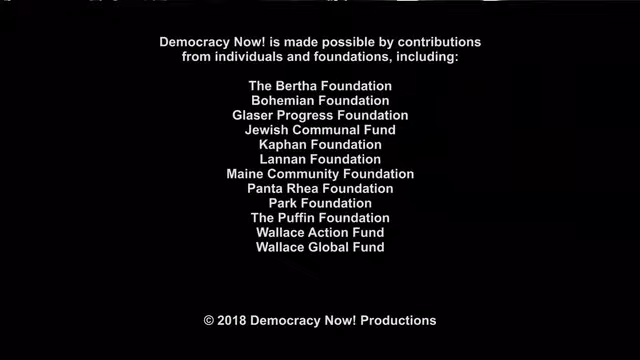 Democracy Now! is made possible by contributions
from individuals and foundations, including:
The Bertha Foundation
Bohemian Foundation
Glaser Progress Foundation
Jewish Communal Fund
Kaphan Foundation
Lannan Foundation
Maine Community Foundation
Panta Rhea Foundation
Park Foundation
The Puffin Foundation
Wallace Action Fund
Wallace Global Fund
© 2018 Democracy Now! Productions